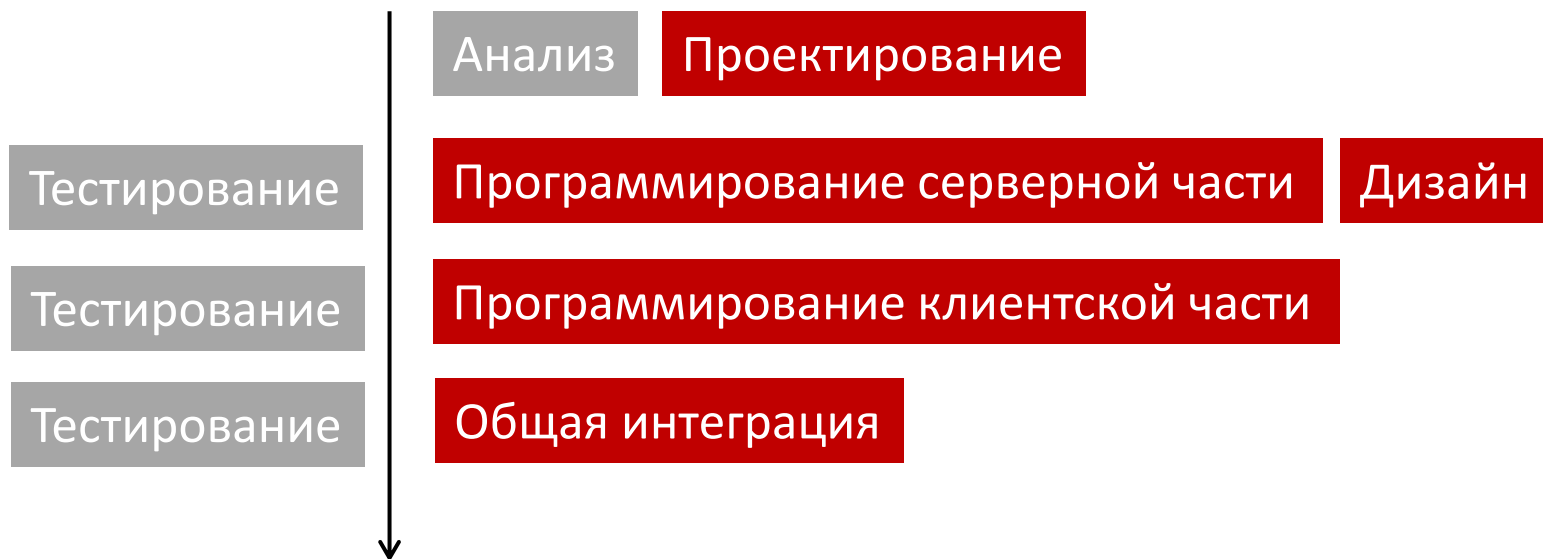 Анализ
Проектирование
Тестирование
Программирование серверной части
Дизайн
Тестирование
Программирование клиентской части
Тестирование
Общая интеграция